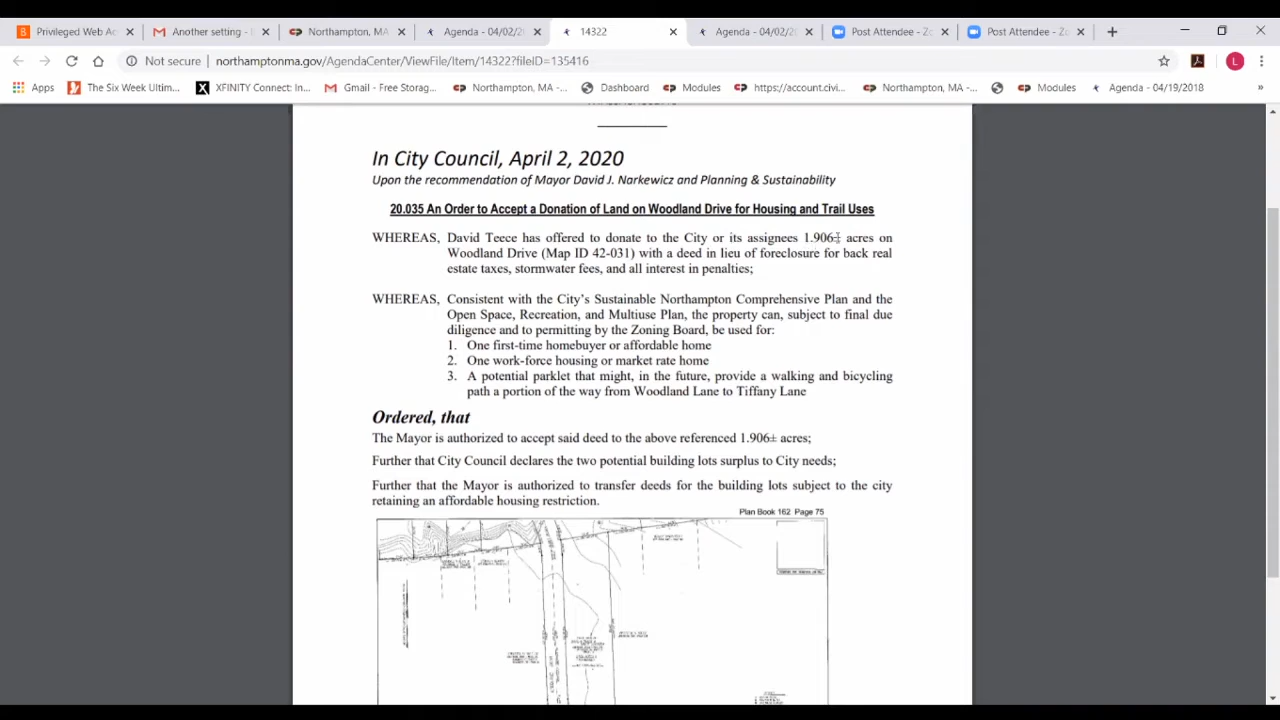 Privileged Web Ac
Another setting -
Northampton, MA
Agenda - 04/02/2
14322
Agenda - 04/02/2
Post Attendee - Zo
Post Attendee - Zo
Not secure
northamptonma.gov/AgendaCenter/ViewFile/Item/14322?fileID=135416
L
Apps
The Six Week Ultim...
XFINITY Connect: In...
Gmail - Free Storag...
Northampton, MA -...
Dashboard
Modules
https://account.civi...
Northampton, MA -...
Modules
Agenda - 04/19/2018
»
In City Council, April 2, 2020
Upon the recommendation of Mayor David J. Narkewicz and Planning & Sustainability
20.035 An Order to Accept a Donation of Land on Woodland Drive for Housing and Trail Uses
WHEREAS, David Teece has offered to donate to the City or its assignees 1.906± acres on
Woodland Drive (Map ID 42-031) with a deed in lieu of foreclosure for back real
estate taxes, stormwater fees, and all interest in penalties;
WHEREAS, Consistent with the City's Sustainable Northampton Comprehensive Plan and the
Open Space, Recreation, and Multiuse Plan, the property can, subject to final due
diligence and to permitting by the Zoning Board, be used for:
1. One first-time homebuyer or affordable home
2. One work-force housing or market rate home
3. A potential parklet that might, in the future, provide a walking and bicycling
path a portion of the way from Woodland Lane to Tiffany Lane
Ordered, that
The Mayor is authorized to accept said deed to the above referenced 1.906± acres;
Further that City Council declares the two potential building lots surplus to City needs;
Further that the Mayor is authorized to transfer deeds for the building lots subject to the city
retaining an affordable housing restriction.
Plan Book 162 Page 75